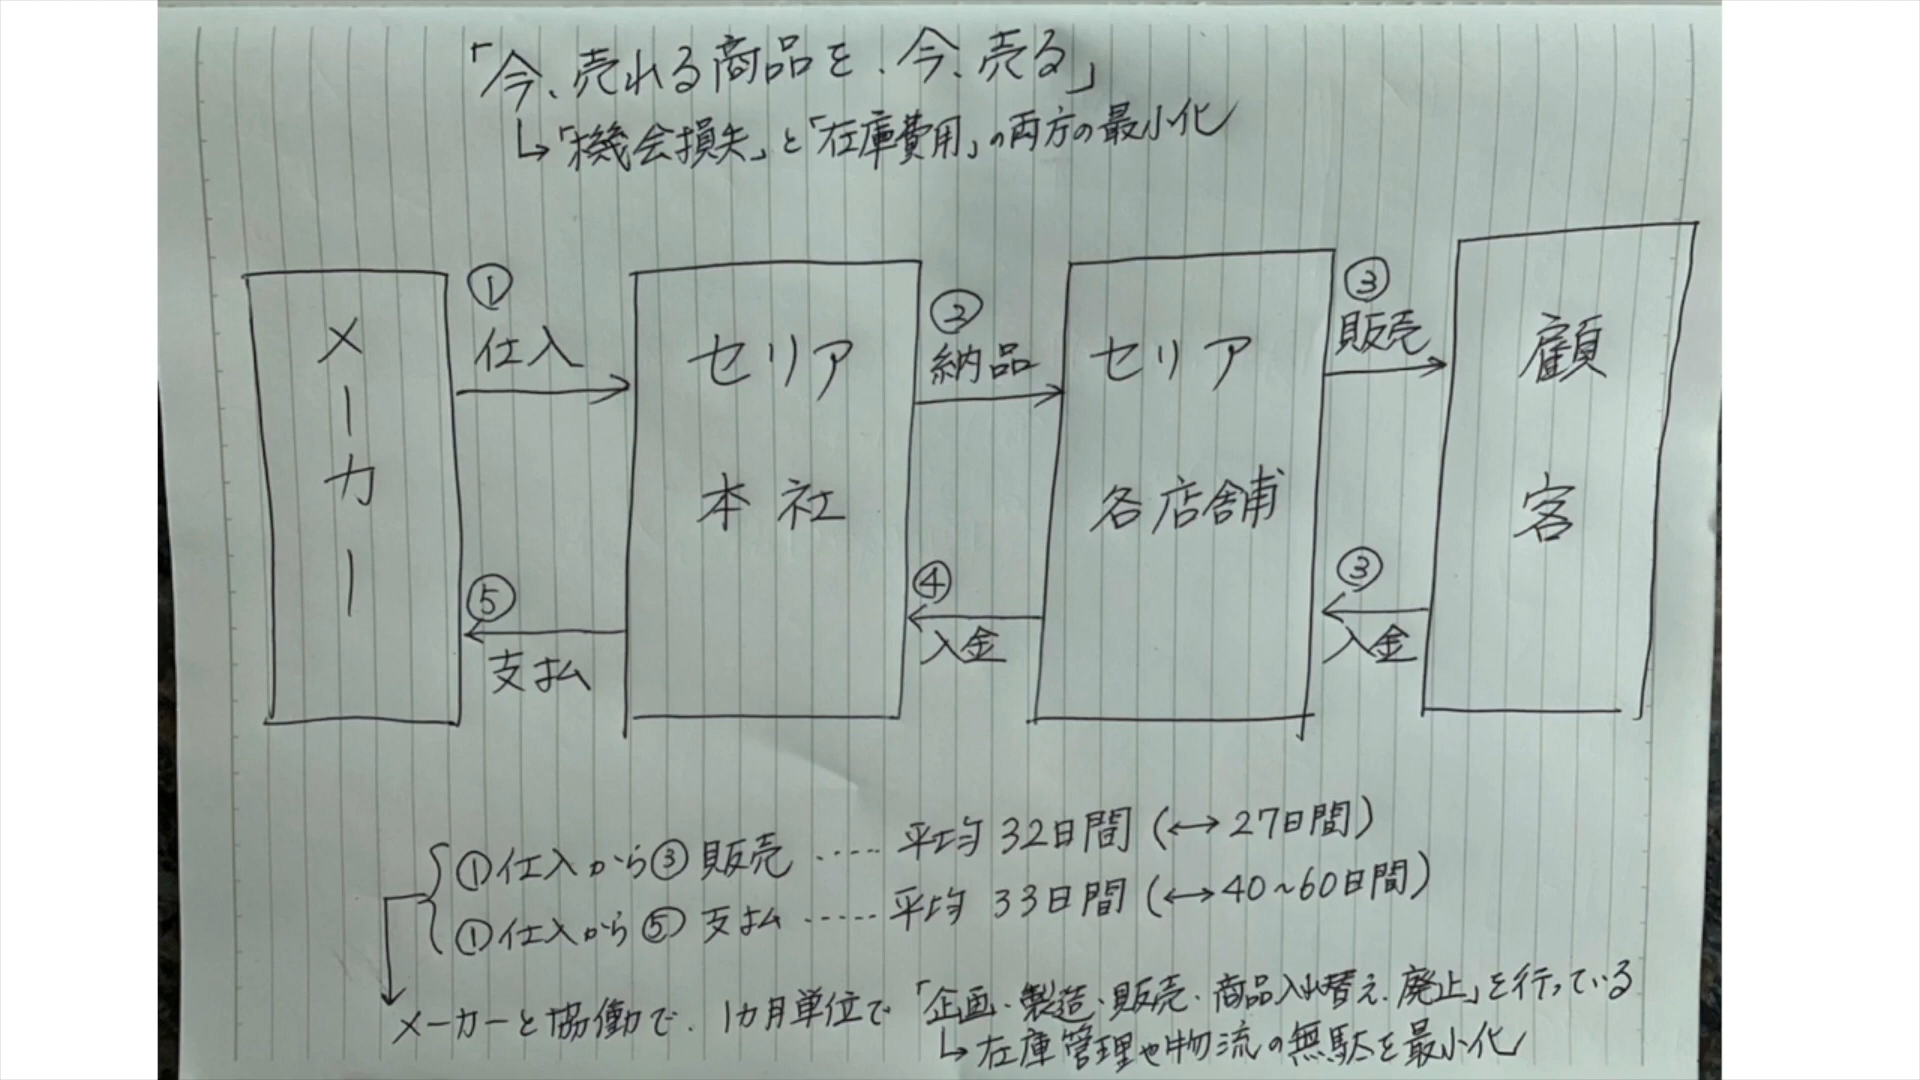 「今、売れる商品を、今、売る」
↳「機会損失」と「在庫費用」の両方の最小化
メーカー
① 仕入
セリア本社
② 納品
セリア各店舗
③ 販売
顧客
⑤ 支払
④ 入金
③ 入金
①仕入から③販売 ‥‥‥ 平均 32日間 (↔ 27日間)
①仕入から⑤支払 ‥‥‥ 平均 33日間 (↔ 40~60日間)
メーカーと協働で、1カ月単位で「企画・製造・販売・商品入れ替え・廃止」を行っている
↳在庫管理や物流の無駄を最小化